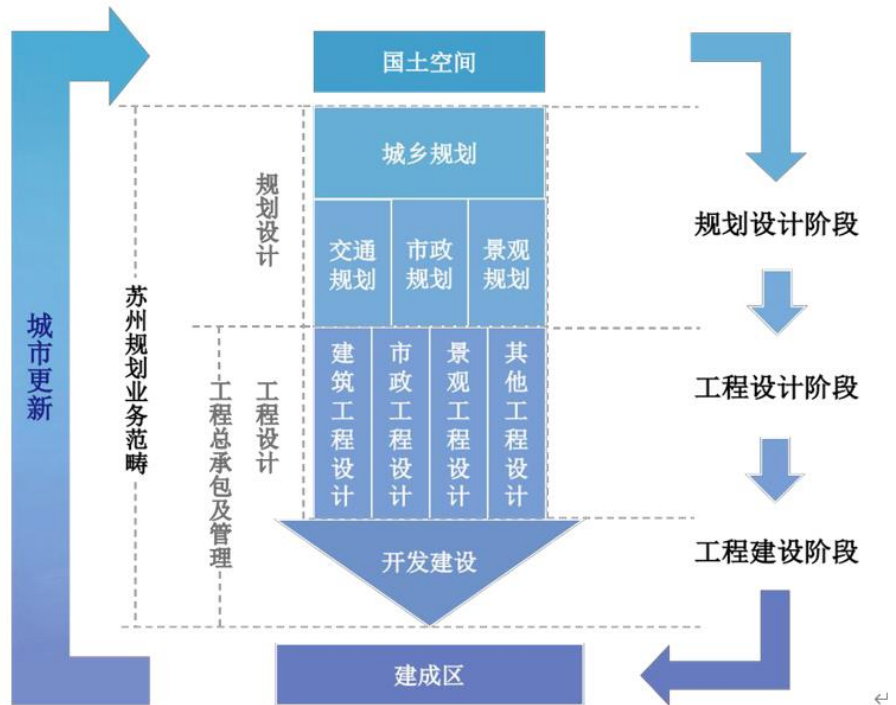 国土空间
城乡规划
规划设计
交通
规划
市政
规划
景观
规划
规划设计阶段
城市更新
苏州规划业务范畴
工程总承包及管理
工程设计
建筑工程设计
市政工程设计
景观工程设计
其他工程设计
工程设计阶段
开发建设
工程建设阶段
建成区